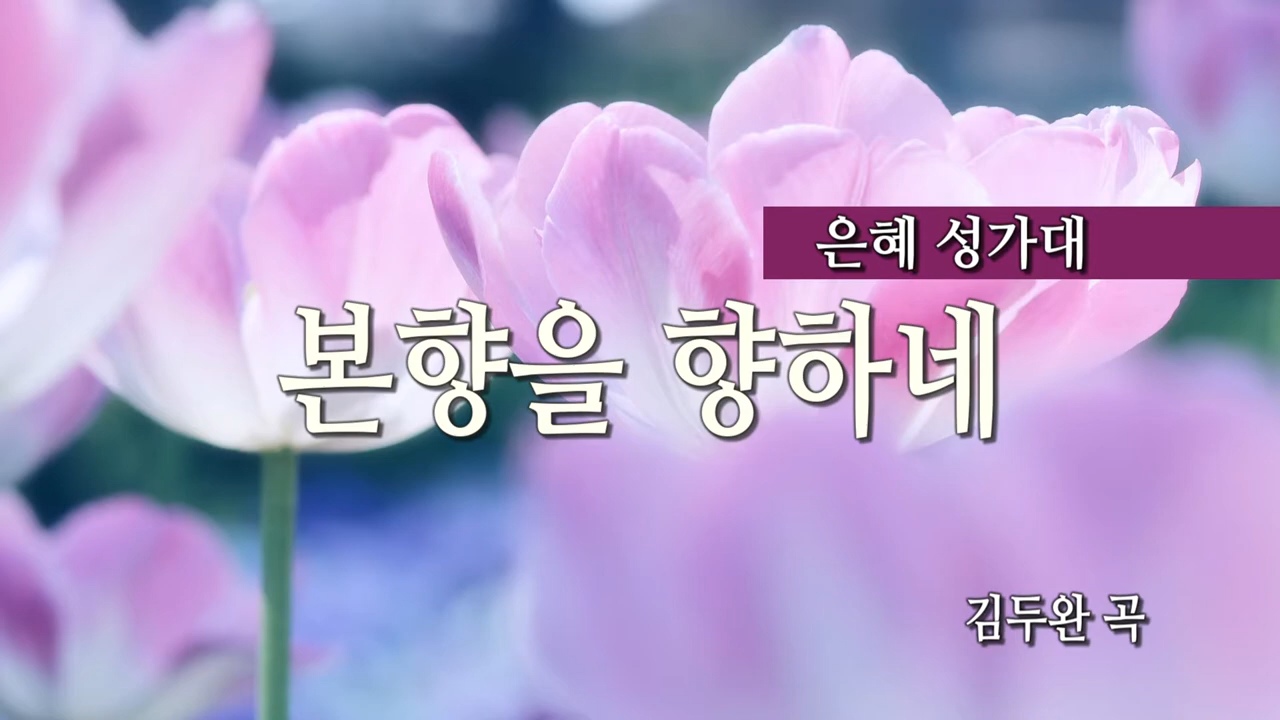 은혜 성가대
본향을 향하네
김두완 곡